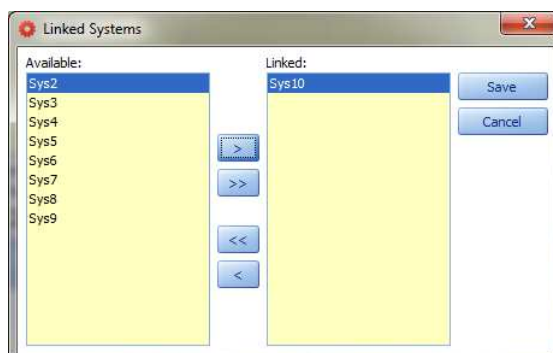 Linked Systems
Available:
Sys2
Sys3
Sys4
Sys5
Sys6
Sys7
Sys8
Sys9
>
>>
<<
<
Linked:
Sys10
Save
Cancel